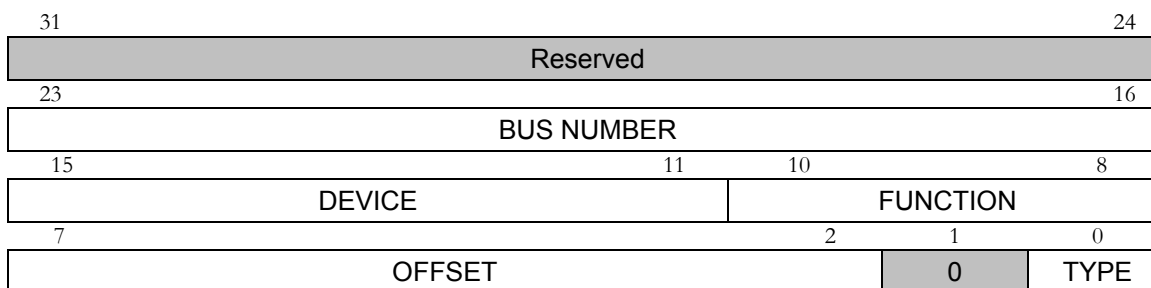 31 24
Reserved
23 16
BUS NUMBER
15 11 10 8
DEVICE FUNCTION
7 2 1 0
OFFSET 0 TYPE